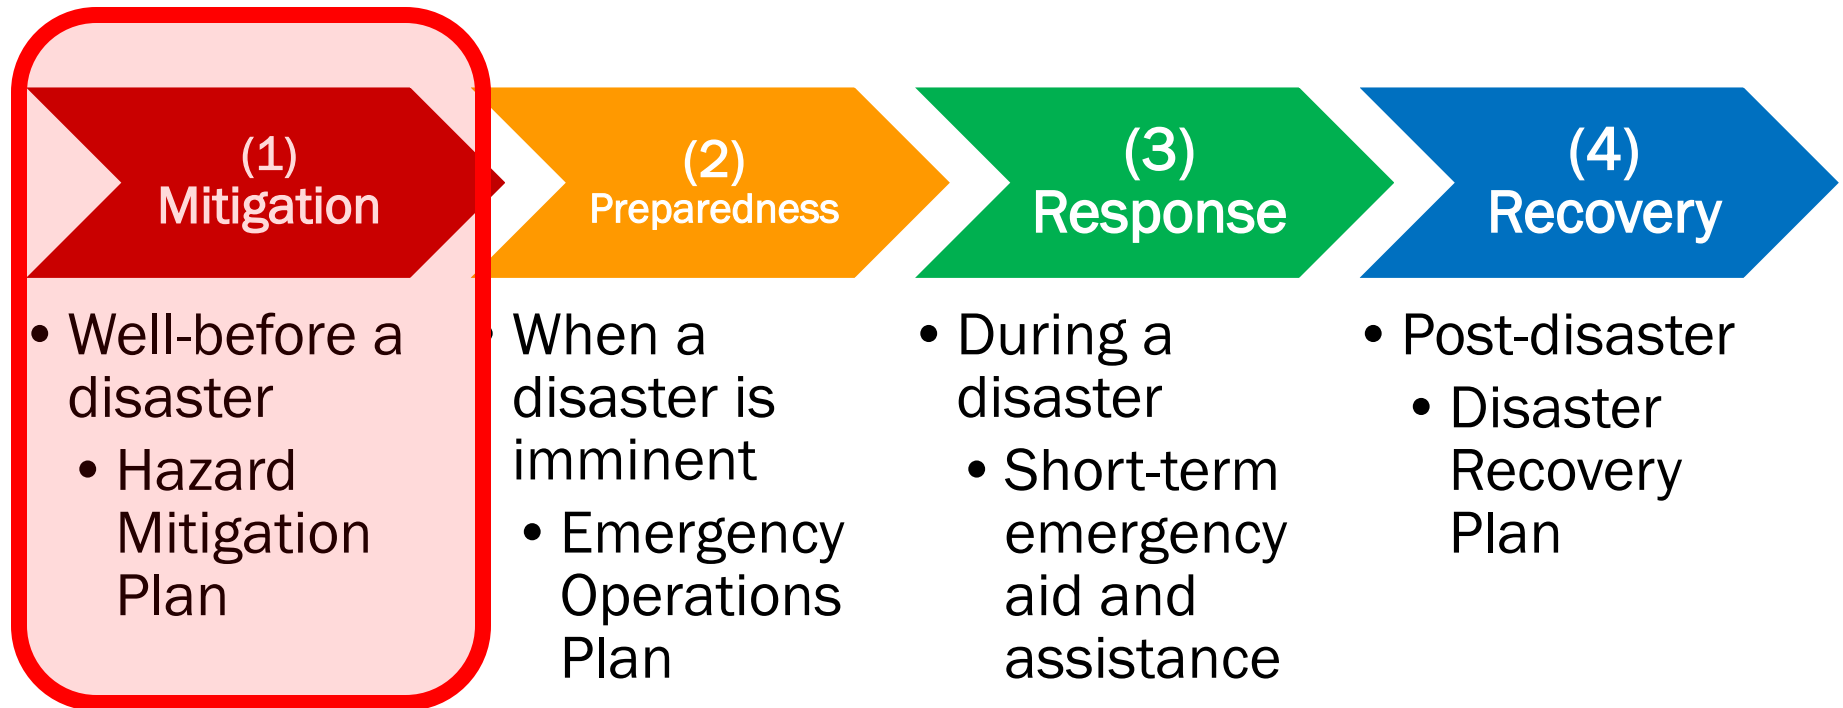 (1)
Mitigation
• Well-before a
disaster
• Hazard
Mitigation
Plan
(2)
Preparedness
• When a
disaster is
imminent
• Emergency
Operations
Plan
(3)
Response
• During a
disaster
• Short-term
emergency
aid and
assistance
(4)
Recovery
• Post-disaster
• Disaster
Recovery
Plan